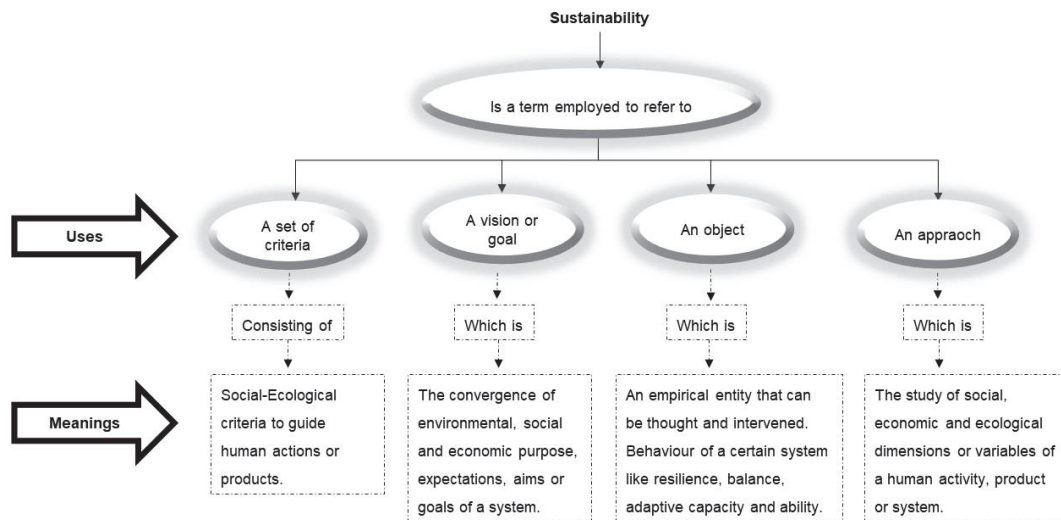 Sustainability
Is a term employed to refer to
Uses
A set of
criteria
A vision or
goal
An object
An appraoch
Consisting of
Which is
Which is
Which is
Meanings
Social-Ecological
criteria to guide
human actions or
products.
The convergence of
environmental, social
and economic purpose,
expectations, aims or
goals of a system.
An empirical entity that can
be thought and intervened.
Behaviour of a certain system
like resilience, balance,
adaptive capacity and ability.
The study of social,
economic and ecological
dimensions or variables of
a human activity, product
or system.